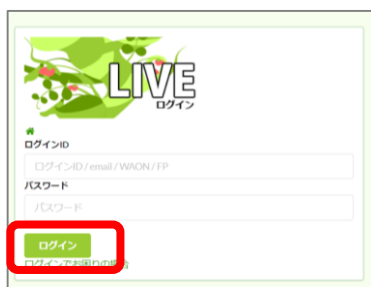 LIVE
ログイン
ログインID
ログインID / email / WAON / FP
パスワード
パスワード
ログイン
ログインでお困りの場合